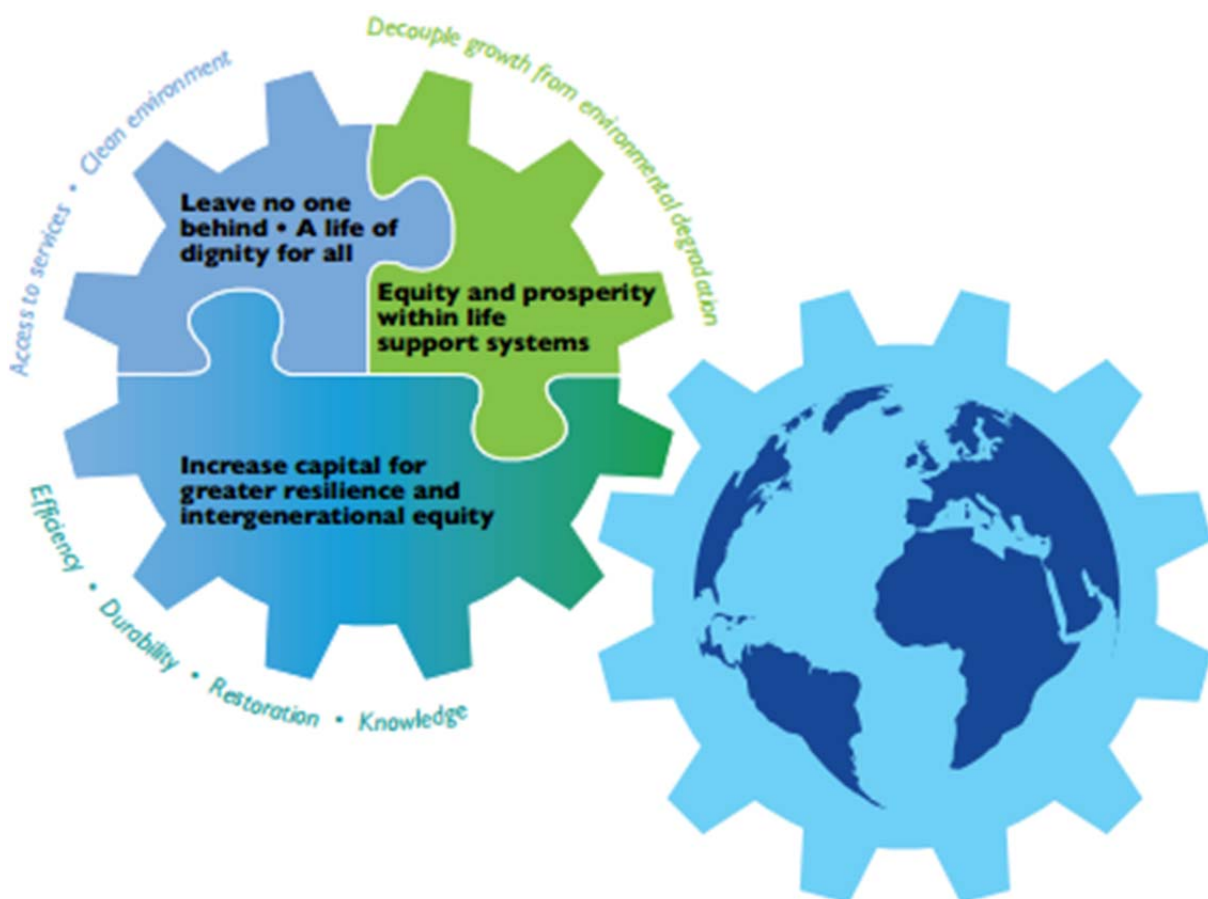 Access to services • Clean environment
Decouple growth from environmental degradation
Leave no one
behind • A life of
dignity for all
Equity and prosperity
within life
support systems
Increase capital for
greater resilience and
intergenerational equity
Efficiency • Durability • Restoration • Knowledge